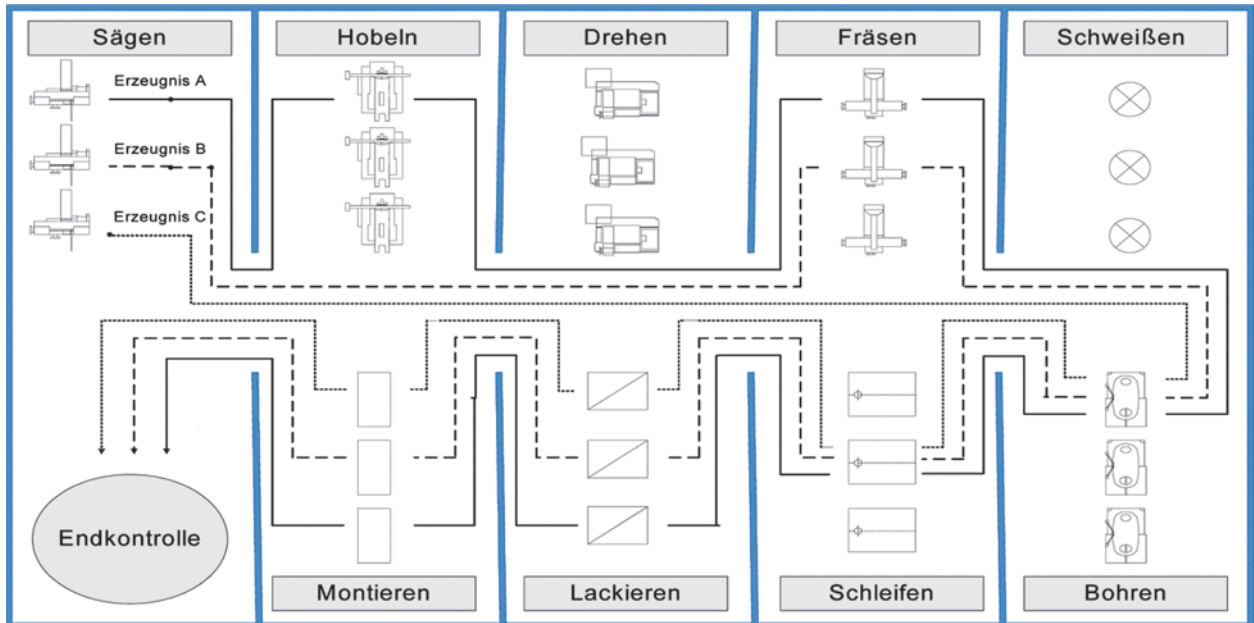 Sägen
Hobeln
Drehen
Fräsen
Schweißen
Erzeugnis A
Erzeugnis B
Erzeugnis C
Endkontrolle
Montieren
Lackieren
Schleifen
Bohren